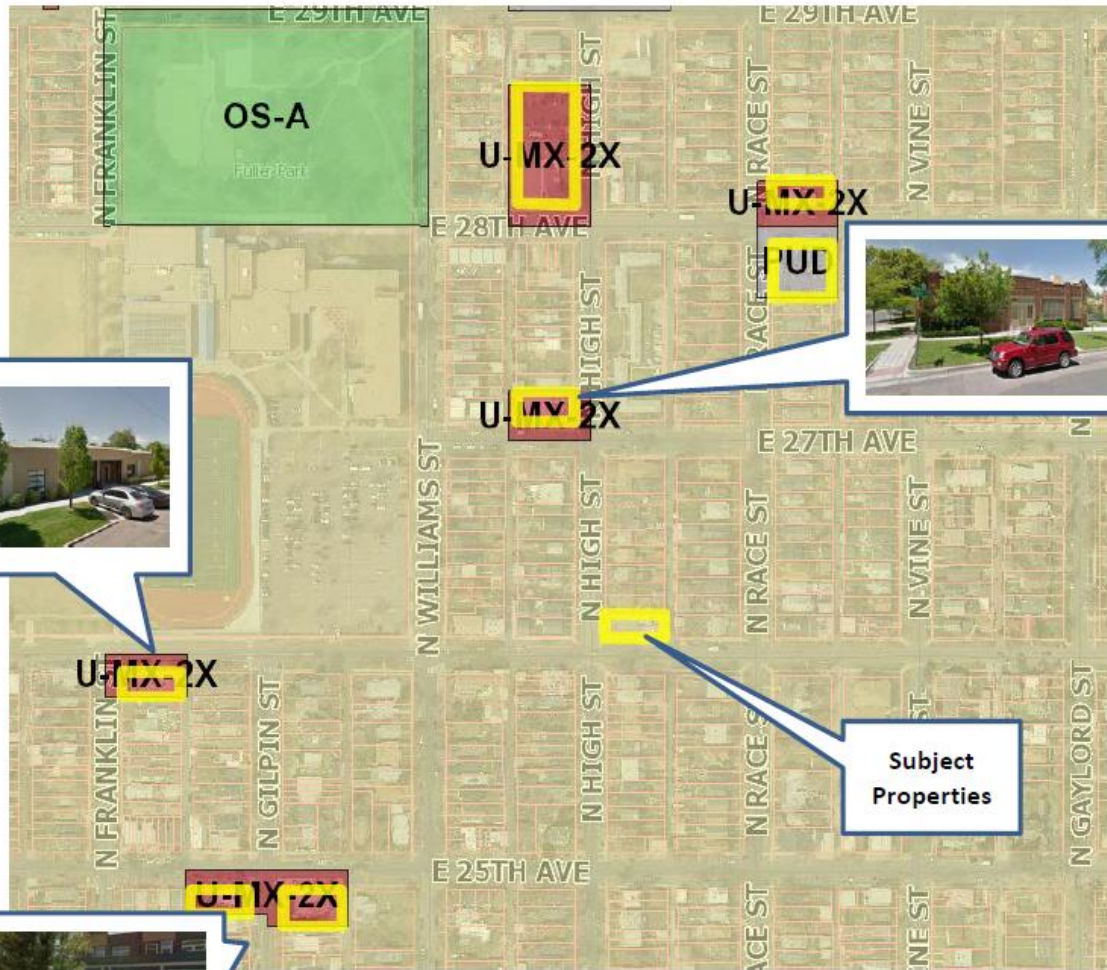 E 29TH AVE
E 29TH AVE
N FRANKLIN ST
OS-A
Fuller Park
N HIGH ST
U-MX-2X
N RACE ST
N VINE ST
U-MX-2X
E 28TH AVE
PUD
N HIGH ST
RACE ST
U-MX-2X
E 27TH AVE
N
N WILLIAMS ST
N HIGH ST
N RACE ST
N VINE ST
U-MX-2X
N FRANKLIN
N GILPIN ST
N HIGH ST
N RACE S
ST
N GAYLORD ST
Subject
Properties
E 25TH AVE
U-MX-2X
ACE ST
NE ST